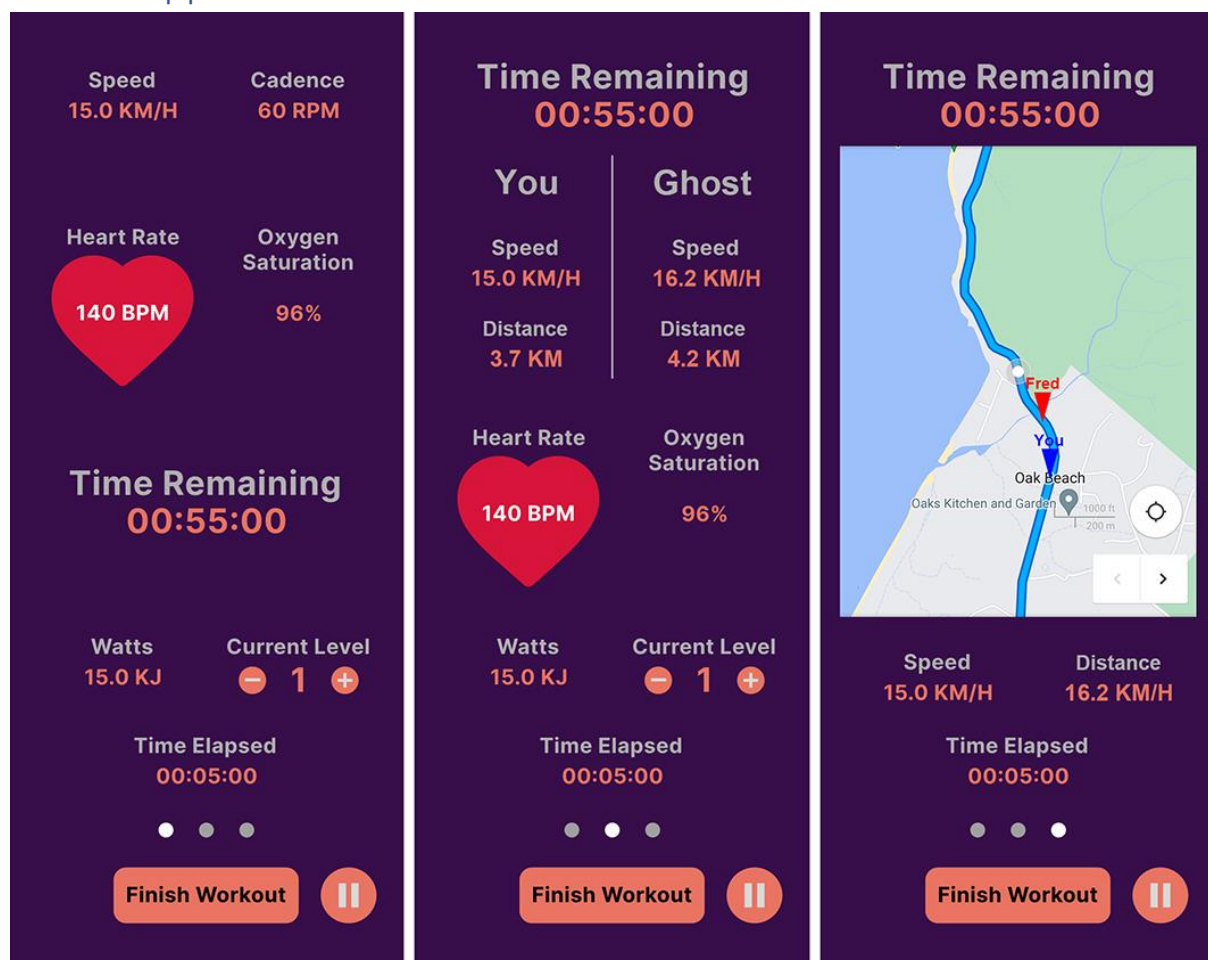 Speed Cadence
15.0 KM/H 60 RPM
Heart Rate Oxygen
Saturation
140 BPM 96%
Time Remaining
00:55:00
Watts Current Level
15.0 KJ 1
Time Elapsed
00:05:00
Finish Workout
Time Remaining
00:55:00
You Ghost
Speed Speed
15.0 KM/H 16.2 KM/H
Distance Distance
3.7 KM 4.2 KM
Heart Rate Oxygen
Saturation
140 BPM 96%
Watts Current Level
15.0 KJ 1
Time Elapsed
00:05:00
Finish Workout
Time Remaining
00:55:00
Fred
You
Oak Beach
Oaks Kitchen and Garden
1000 ft
200 m
Speed Distance
15.0 KM/H 16.2 KM/H
Time Elapsed
00:05:00
Finish Workout